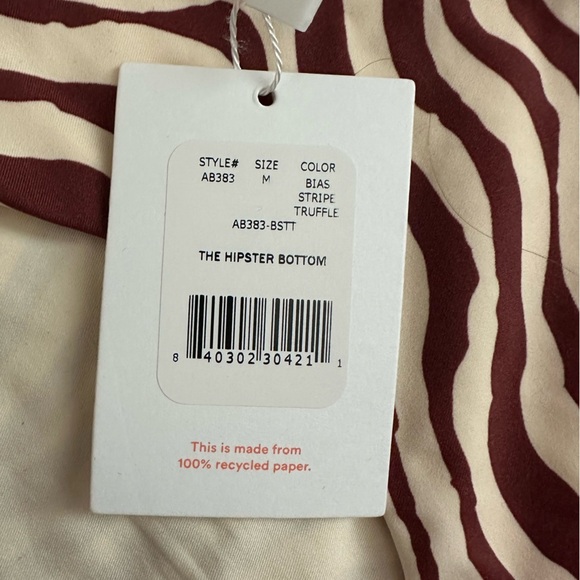 STYLE# SIZE COLOR
AB383 M BIAS
STRIPE
TRUFFLE
AB383-BSTT
THE HIPSTER BOTTOM
8 40302 30421 1
This is made from
100% recycled paper.